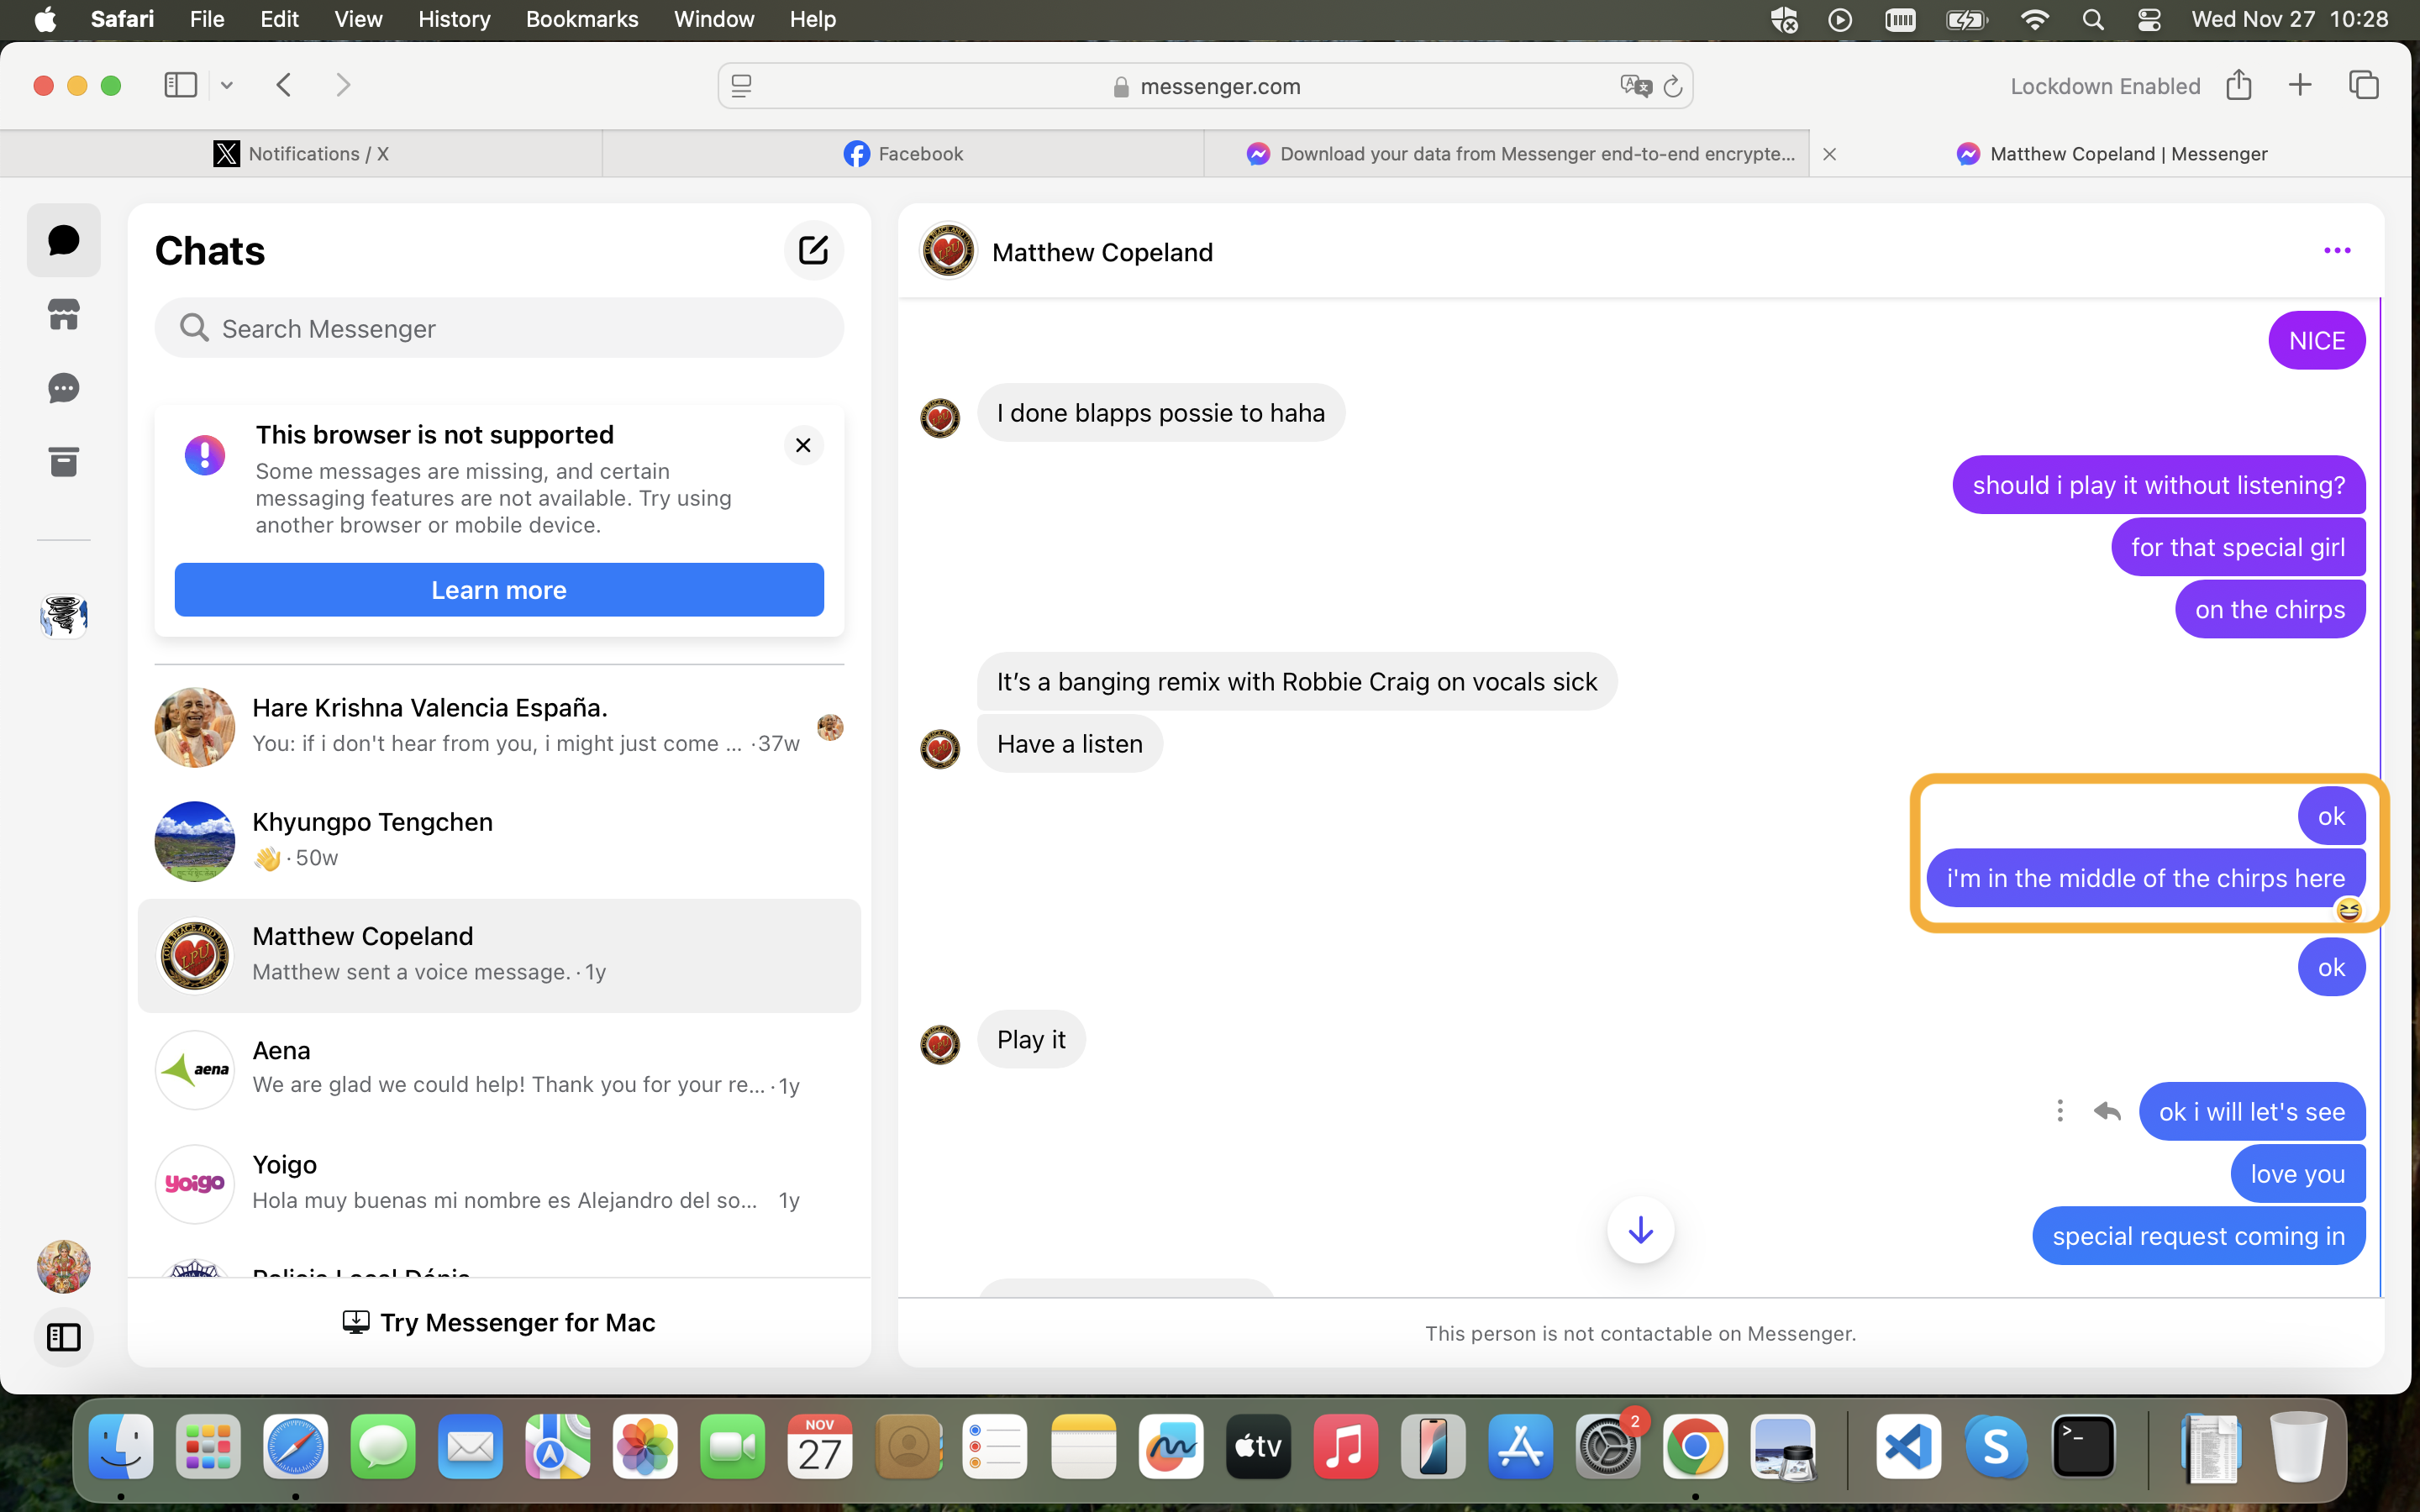 Safari File Edit View History Bookmarks Window Help Wed Nov 27 10:28
messenger.com Lockdown Enabled
Notifications / X Facebook Download your data from Messenger end-to-end encrypte... Matthew Copeland | Messenger
Chats
Search Messenger
This browser is not supported
Some messages are missing, and certain
messaging features are not available. Try using
another browser or mobile device.
Learn more
Hare Krishna Valencia España.
You: if i don't hear from you, i might just come ... · 37w
Khyungpo Tengchen
👋 · 50w
Matthew Copeland
Matthew sent a voice message. · 1y
aena
Aena
We are glad we could help! Thank you for your re... · 1y
yoigo
Yoigo
Hola muy buenas mi nombre es Alejandro del so... 1y
Try Messenger for Mac
Matthew Copeland
NICE
I done blapps possie to haha
should i play it without listening?
for that special girl
on the chirps
It’s a banging remix with Robbie Craig on vocals sick
Have a listen
ok
i'm in the middle of the chirps here
😆
ok
Play it
ok i will let's see
love you
special request coming in
This person is not contactable on Messenger.
NOV
27
tv
2